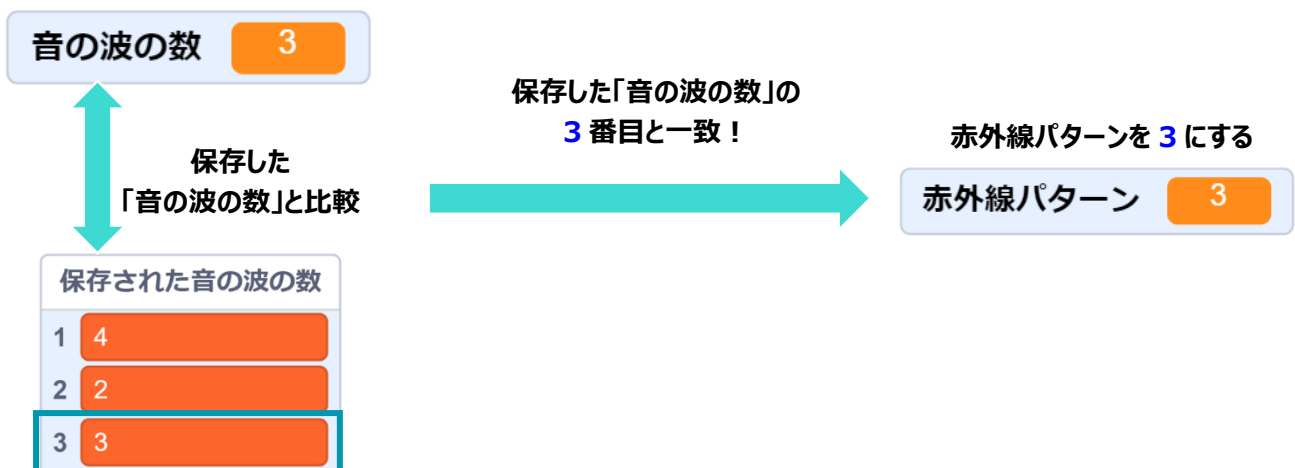 音の波の数 3
保存した
「音の波の数」と比較
保存した「音の波の数」の
3 番目と一致！
赤外線パターンを 3 にする
赤外線パターン 3
保存された音の波の数
1 4
2 2
3 3